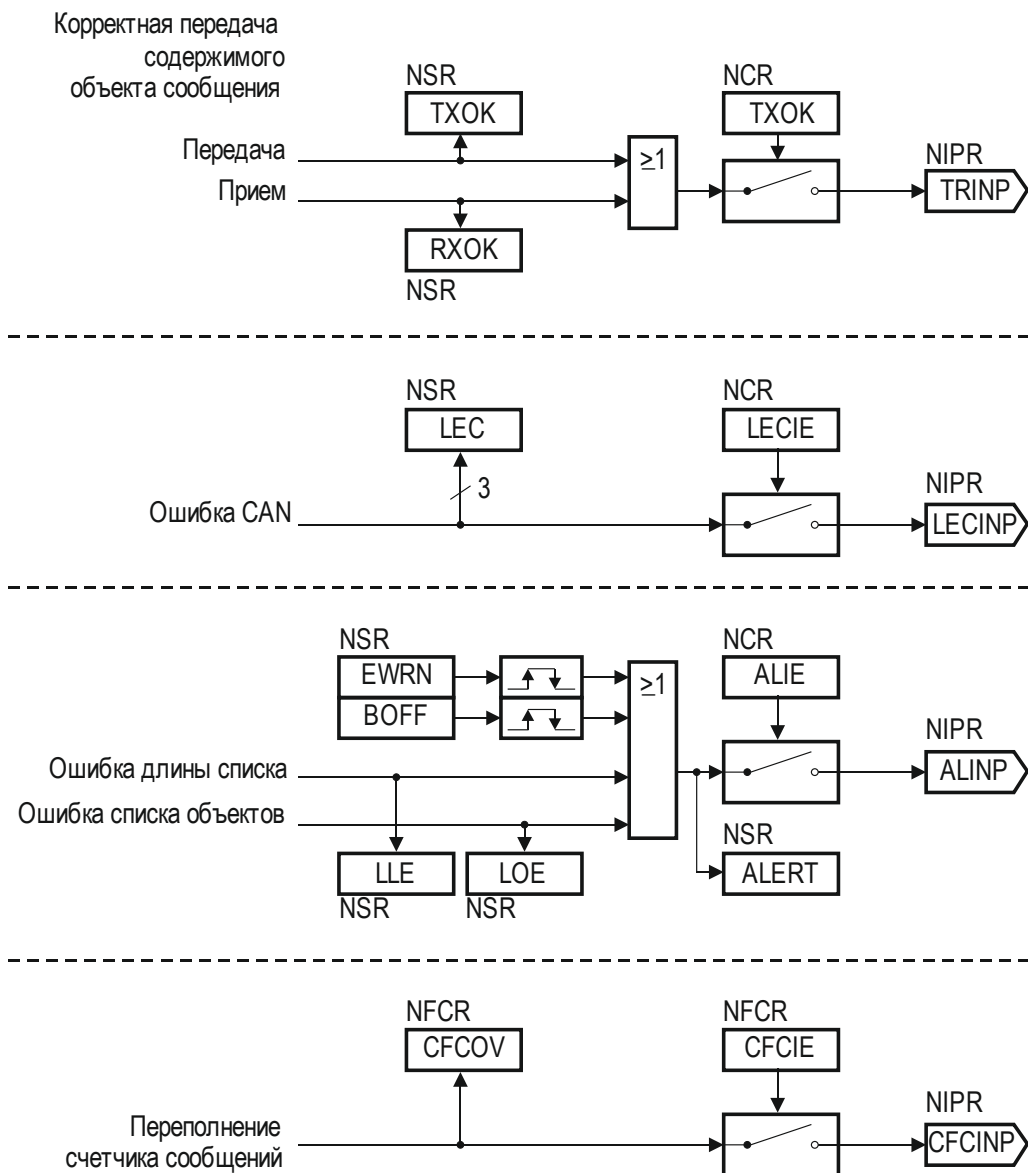 Корректная передача
содержимого
объекта сообщения
NSR
TXOK
NCR
TXOK
Передача
Прием
≥1
NIPR
TRINP
RXOK
NSR
NSR
LEC
NCR
LECIE
3
Ошибка CAN
NIPR
LECINP
NSR
EWRN
BOFF
≥1
NCR
ALIE
NIPR
ALINP
Ошибка длины списка
Ошибка списка объектов
NSR
ALERT
LLE
NSR
LOE
NSR
NFCR
CFCOV
NFCR
CFCIE
NIPR
CFCINP
Переполнение
счетчика сообщений